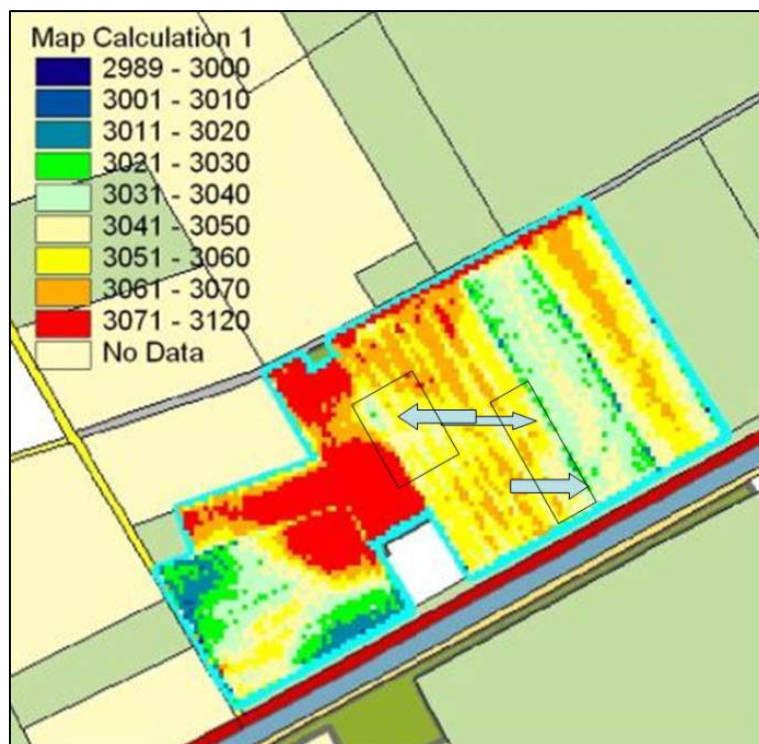 Map Calculation 1
2989 - 3000
3001 - 3010
3011 - 3020
3021 - 3030
3031 - 3040
3041 - 3050
3051 - 3060
3061 - 3070
3071 - 3120
No Data